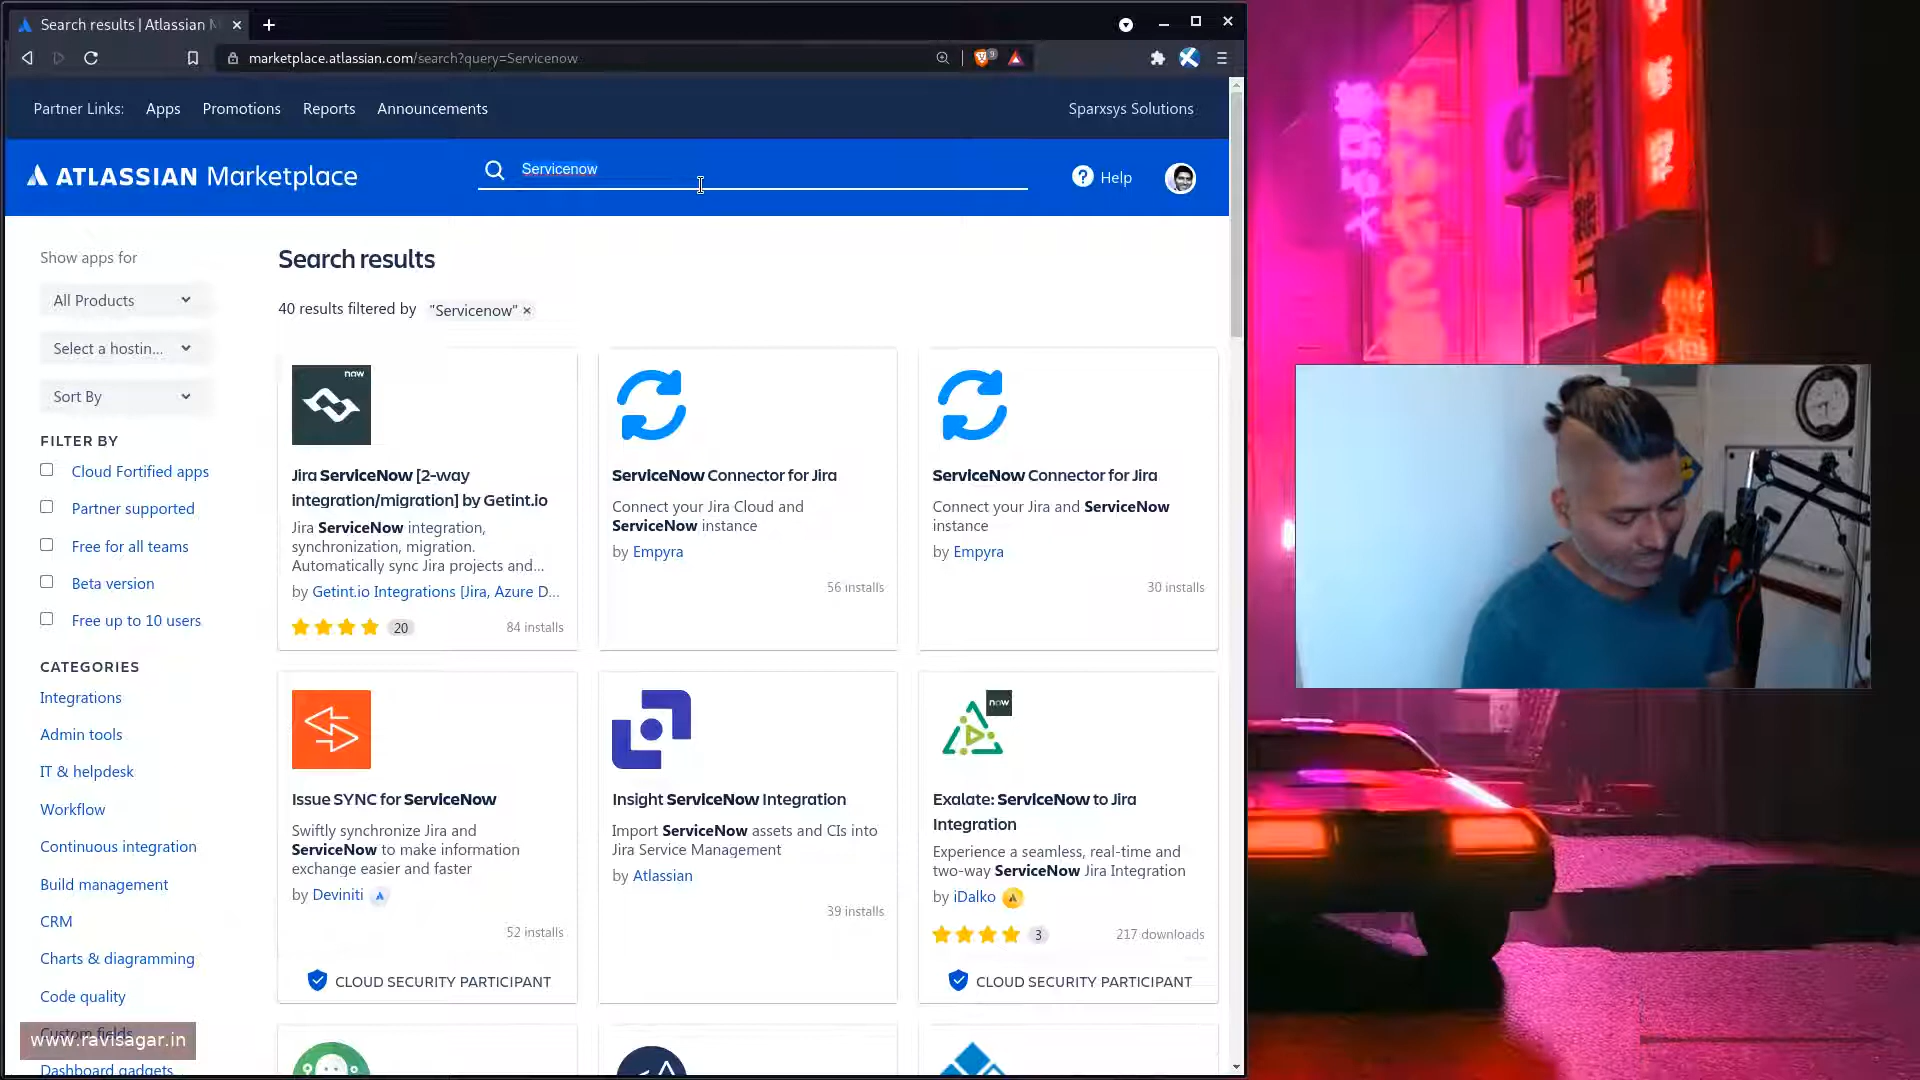 Search results | Atlassian M
marketplace.atlassian.com/search?query=Servicenow
9
Partner Links: Apps Promotions Reports Announcements Sparxsys Solutions
ATLASSIAN Marketplace
Servicenow
? Help
Show apps for
All Products
Select a hostin...
Sort By
FILTER BY
Cloud Fortified apps
Partner supported
Free for all teams
Beta version
Free up to 10 users
CATEGORIES
Integrations
Admin tools
IT & helpdesk
Workflow
Continuous integration
Build management
CRM
Charts & diagramming
Code quality
Custom fields
Dashboard gadgets
www.ravisagar.in
Search results
40 results filtered by "Servicenow" ×
now
Jira ServiceNow [2-way
integration/migration] by Getint.io
Jira ServiceNow integration,
synchronization, migration.
Automatically sync Jira projects and...
by Getint.io Integrations [Jira, Azure D...
20
84 installs
ServiceNow Connector for Jira
Connect your Jira Cloud and
ServiceNow instance
by Empyra
56 installs
ServiceNow Connector for Jira
Connect your Jira and ServiceNow
instance
by Empyra
30 installs
Issue SYNC for ServiceNow
Swiftly synchronize Jira and
ServiceNow to make information
exchange easier and faster
by Deviniti
52 installs
CLOUD SECURITY PARTICIPANT
Insight ServiceNow Integration
Import ServiceNow assets and CIs into
Jira Service Management
by Atlassian
39 installs
now
Exalate: ServiceNow to Jira
Integration
Experience a seamless, real-time and
two-way ServiceNow Jira Integration
by iDalko
3
217 downloads
CLOUD SECURITY PARTICIPANT